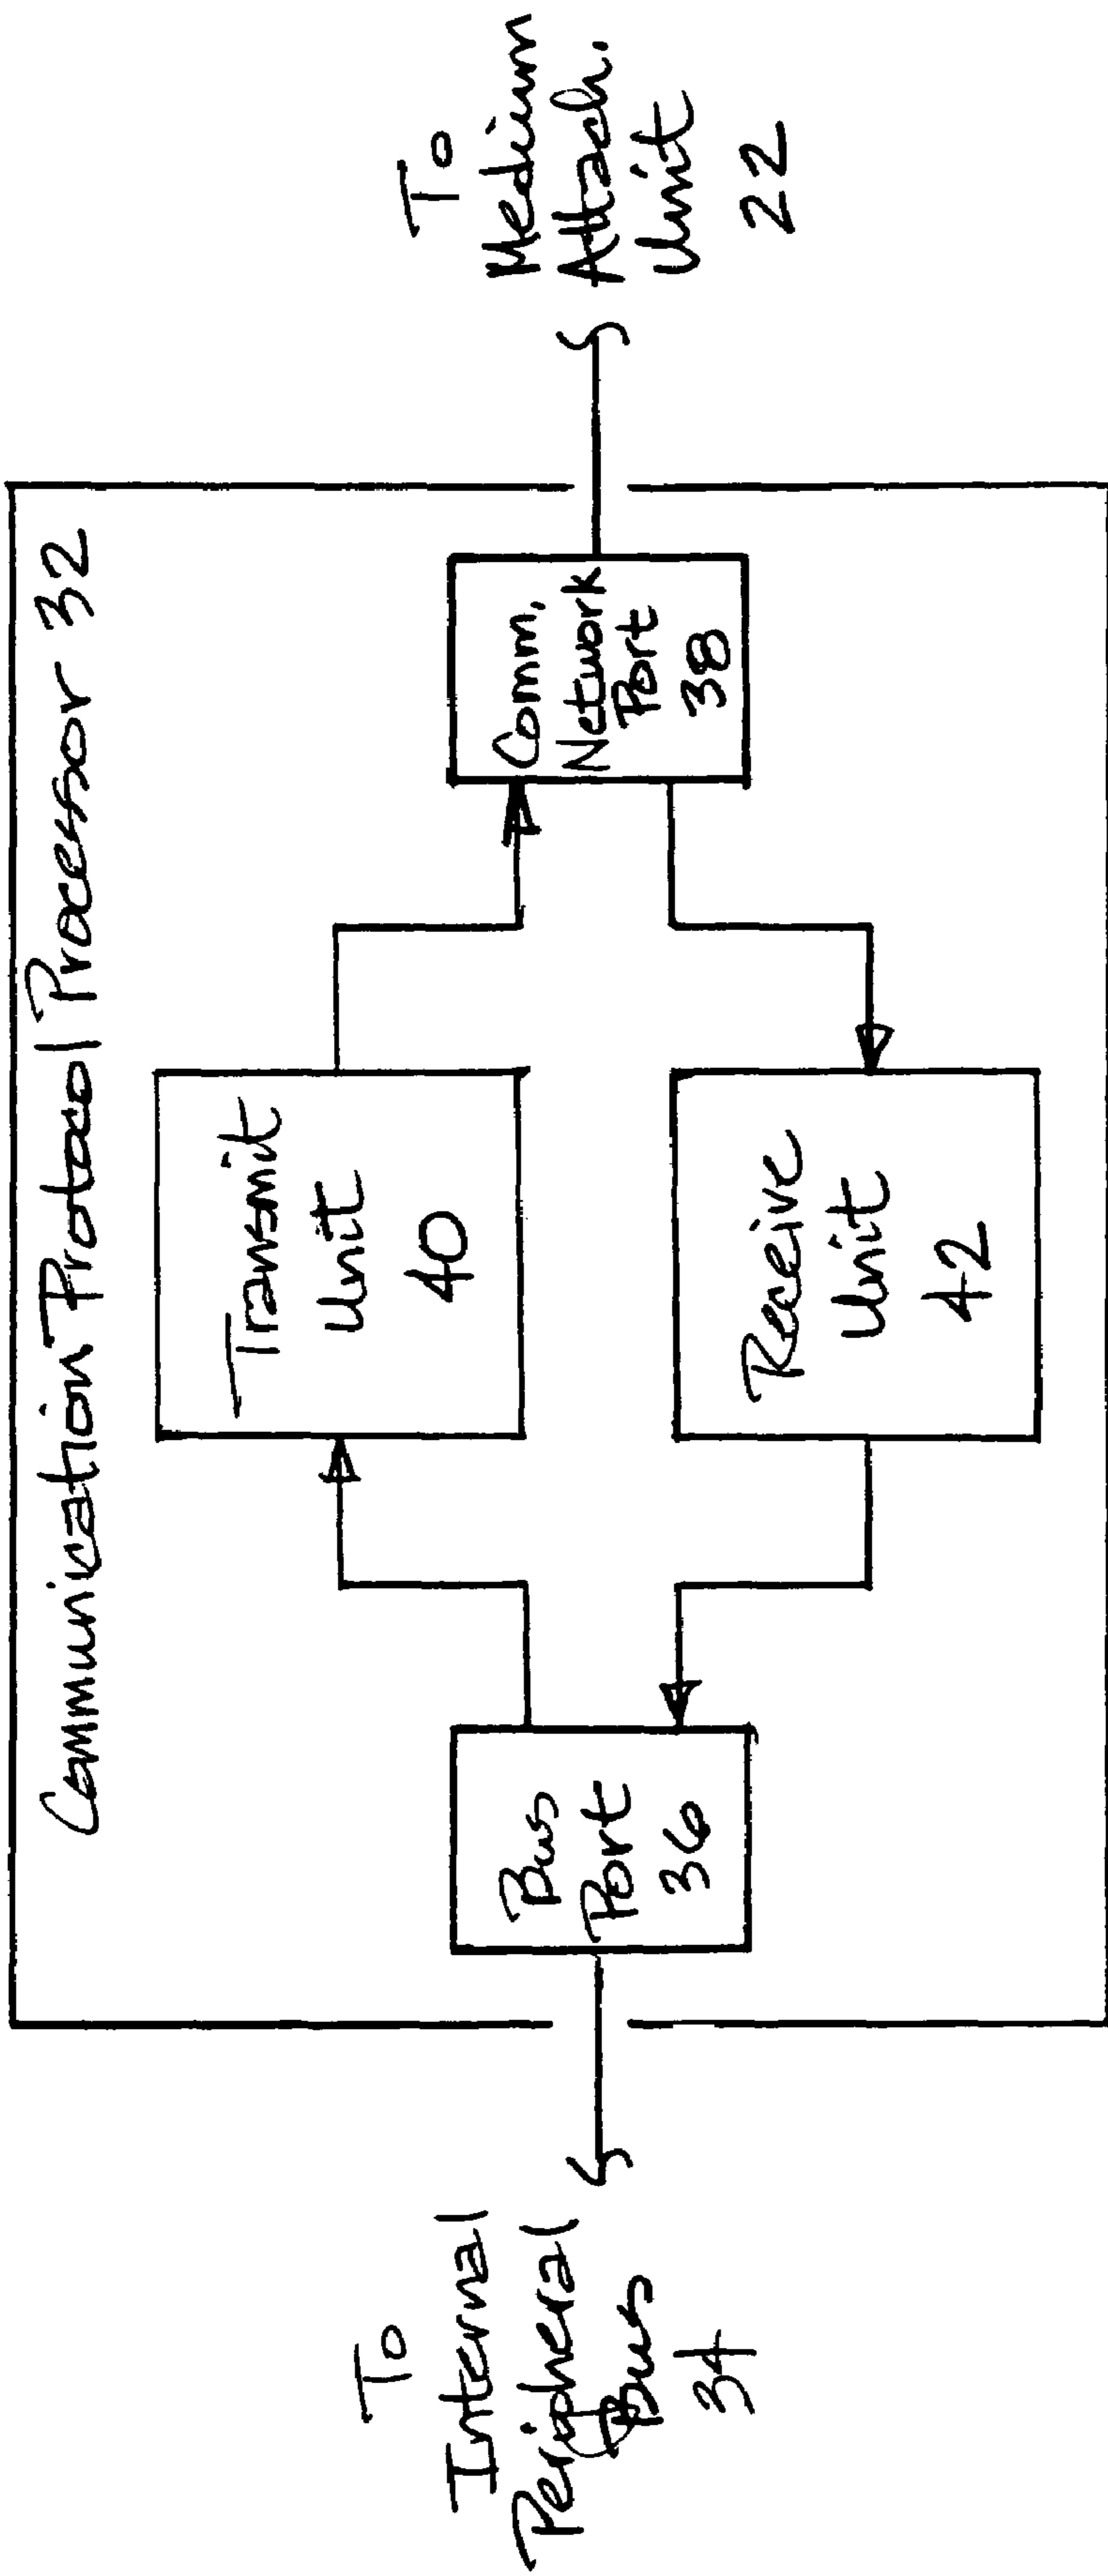 Communication Protocol Processor 32
To
Internal
Peripheral
Bus
34
Bus
Port
36
Transmit
Unit
40
Receive
Unit
42
Comm.
Network
Port
38
To
Medium
Attach.
Unit
22